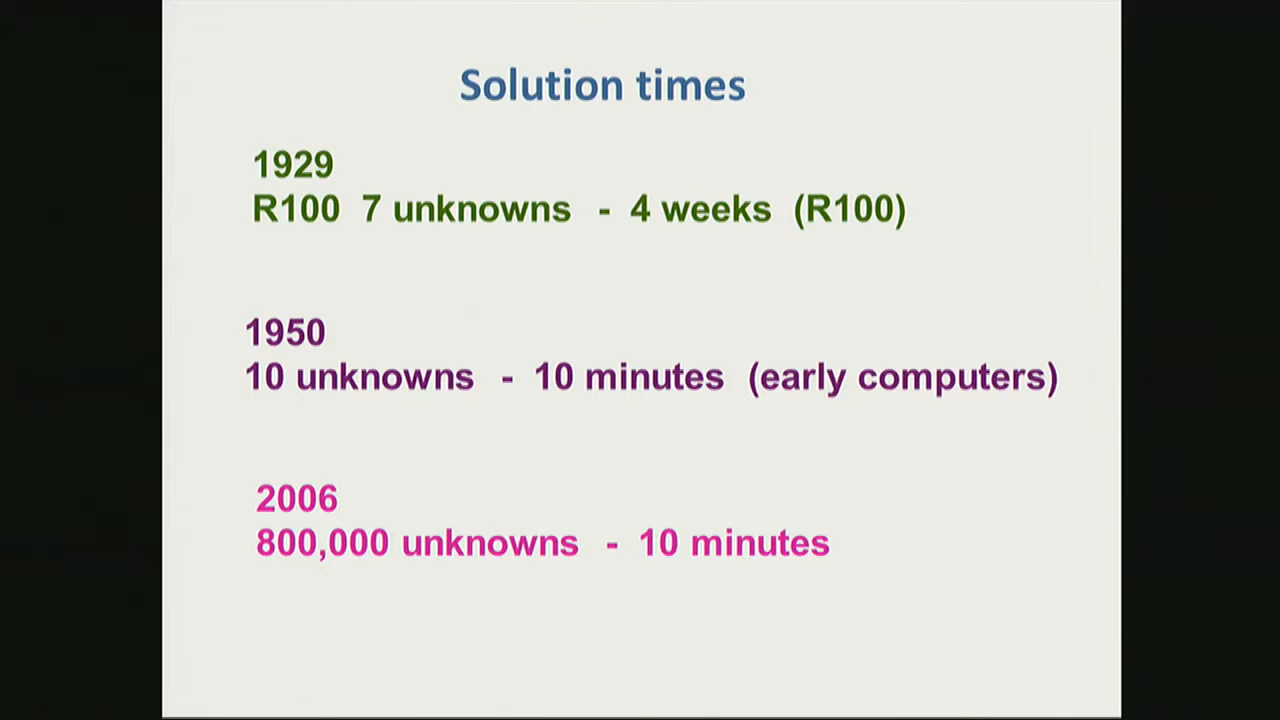 Solution times
1929
R100 7 unknowns - 4 weeks (R100)
1950
10 unknowns - 10 minutes (early computers)
2006
800,000 unknowns - 10 minutes